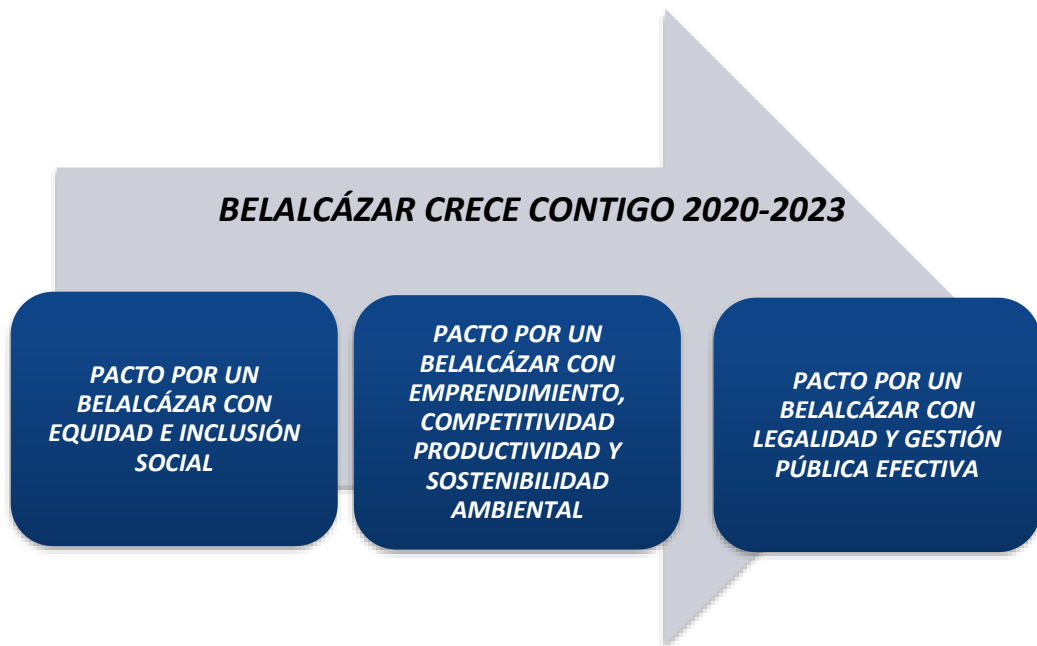 BELALCÁZAR CRECE CONTIGO 2020-2023
PACTO POR UN
BELALCÁZAR CON
EQUIDAD E INCLUSIÓN
SOCIAL
PACTO POR UN
BELALCÁZAR CON
EMPRENDIMIENTO,
COMPETITIVIDAD
PRODUCTIVIDAD Y
SOSTENIBILIDAD
AMBIENTAL
PACTO POR UN
BELALCÁZAR CON
LEGALIDAD Y GESTIÓN
PÚBLICA EFECTIVA